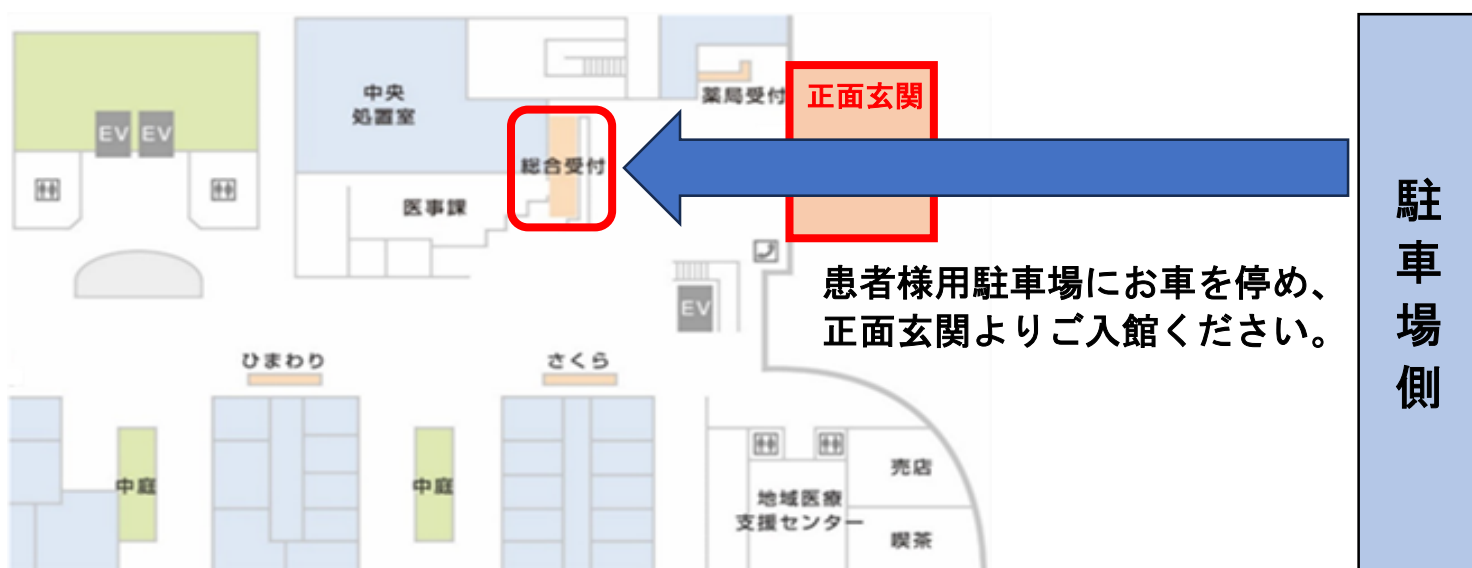 中央
処置室
薬局受付
正面玄関
EV EV
総合受付
医事課
患者様用駐車場にお車を停め、
正面玄関よりご入館ください。
EV
駐車場側
ひまわり
さくら
中庭
中庭
売店
地域医療
支援センター
喫茶